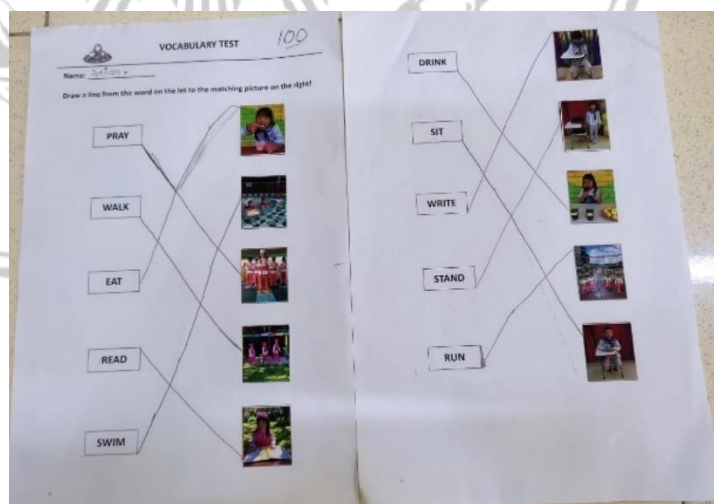 VOCABULARY TEST
100
Name:
Draw a line from the word on the let to the matching picture on the right!
PRAY
WALK
EAT
READ
SWIM
DRINK
SIT
WRITE
STAND
RUN